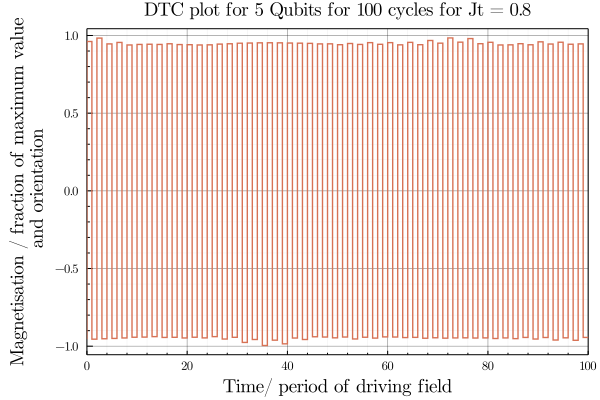 DTC plot for 5 Qubits for 100 cycles for Jt = 0.8
Magnetisation / fraction of maximum value
and orientation
1.0
0.5
0.0
−0.5
−1.0
0 20 40 60 80 100
Time/ period of driving field